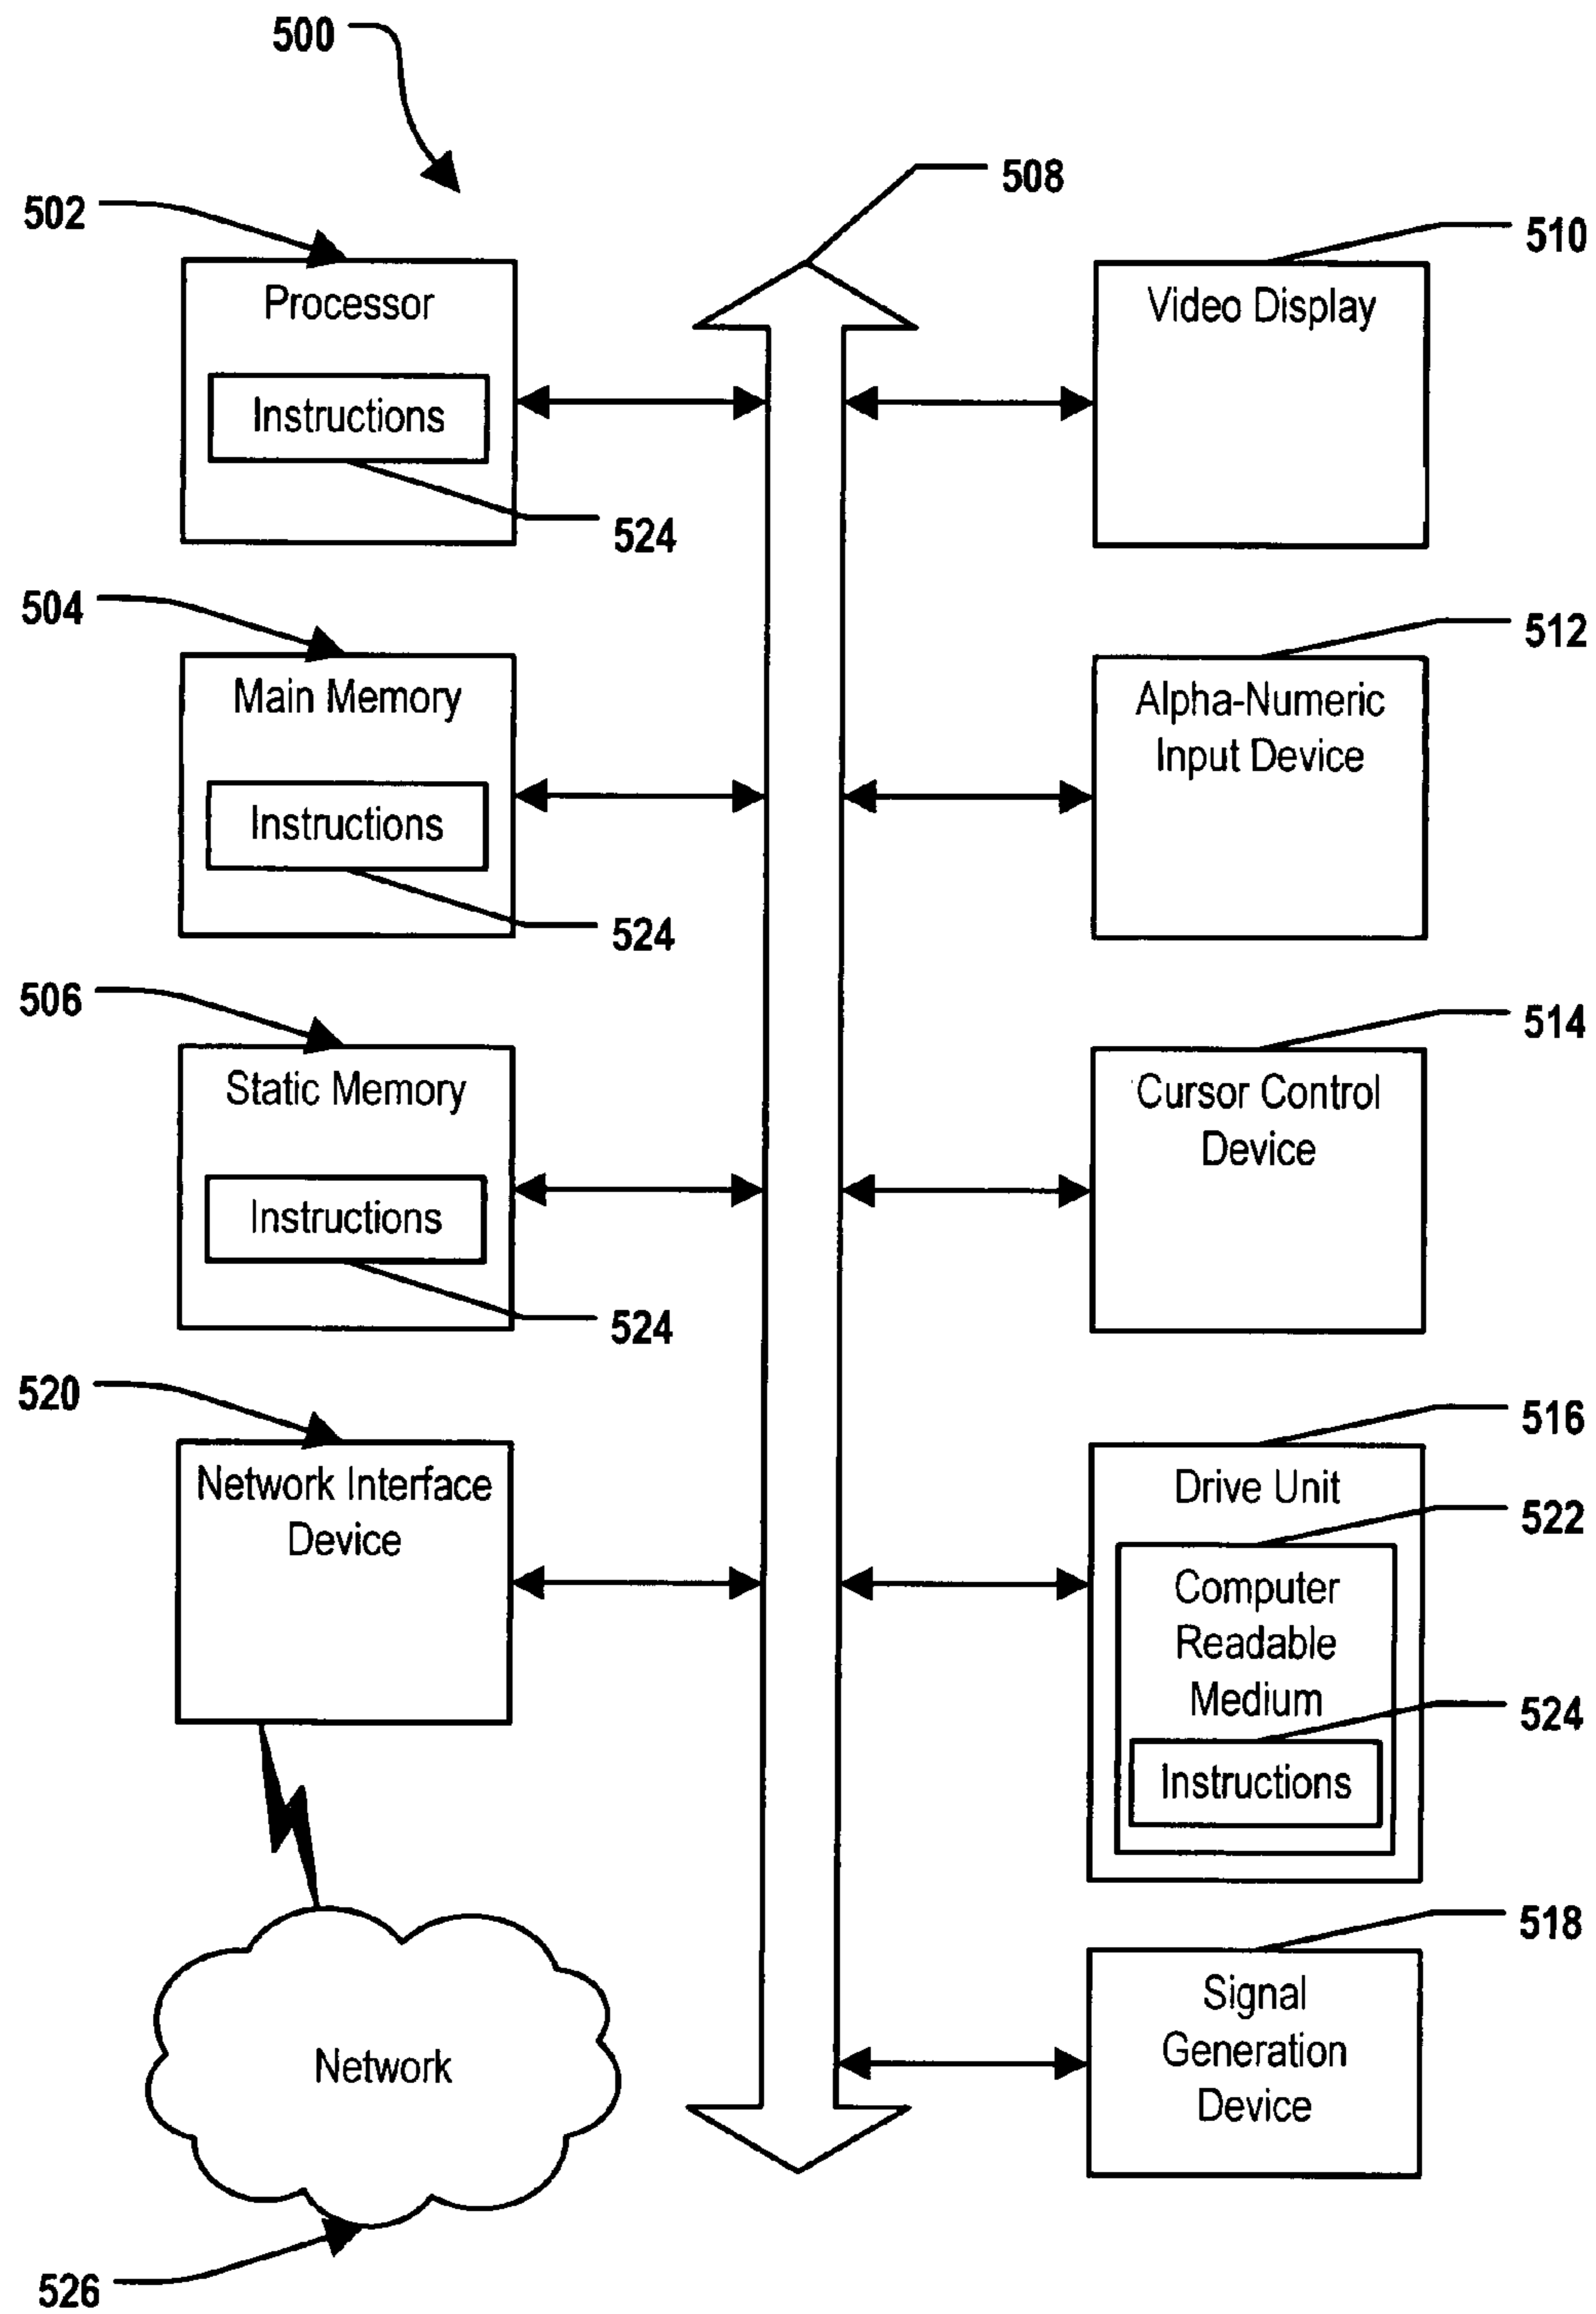 500
508
502
510
Processor
Instructions
524
Video Display
504
512
Main Memory
Instructions
524
Alpha-Numeric
Input Device
506
514
Static Memory
Instructions
524
Cursor Control
Device
520
516
Network Interface
Device
Drive Unit
522
Computer
Readable
Medium
524
Instructions
518
Signal
Generation
Device
Network
526